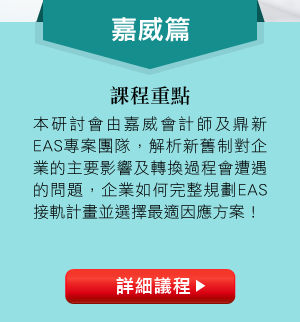 嘉威篇
課程重點
本研討會由嘉威會計師及鼎新
EAS專案團隊，解析新舊制對企
業的主要影響及轉換過程會遭遇
的問題，企業如何完整規劃EAS
接軌計畫並選擇最適因應方案！
詳細議程